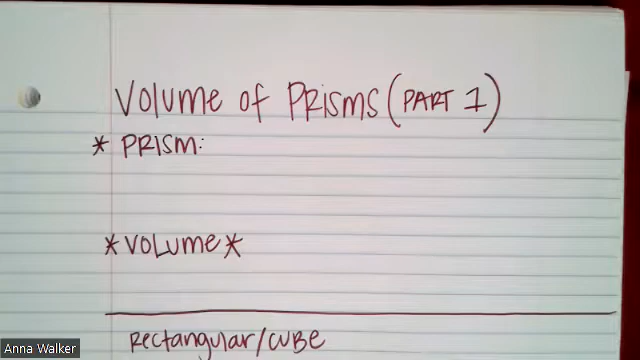 Volume of Prisms (PART 1)
* PRISM:
* VOLUME *
Rectangular/CUBE
Anna Walker